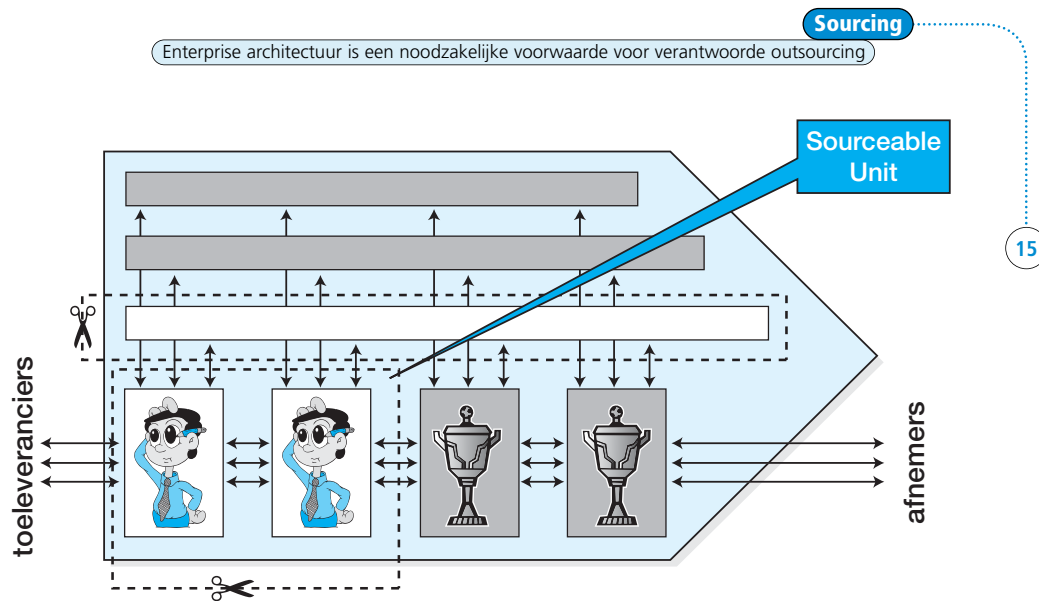 Sourcing
Enterprise architectuur is een noodzakelijke voorwaarde voor verantwoorde outsourcing
Sourceable
Unit
15
toeleveranciers
afnemers